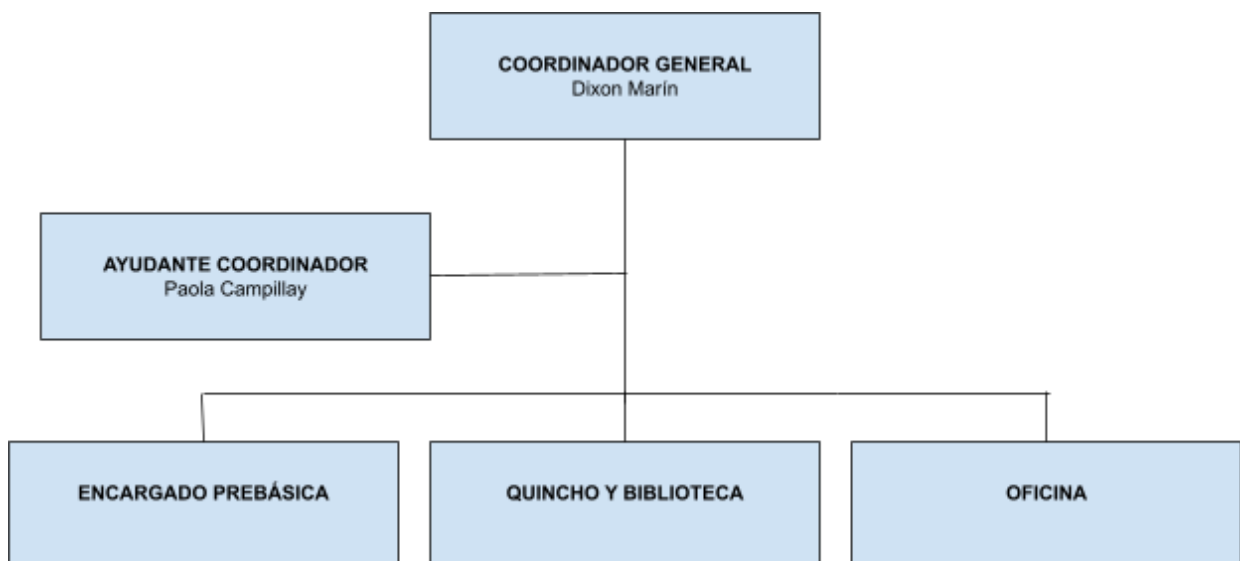 COORDINADOR GENERAL
Dixon Marín
AYUDANTE COORDINADOR
Paola Campillay
ENCARGADO PREBÁSICA
QUINCHO Y BIBLIOTECA
OFICINA